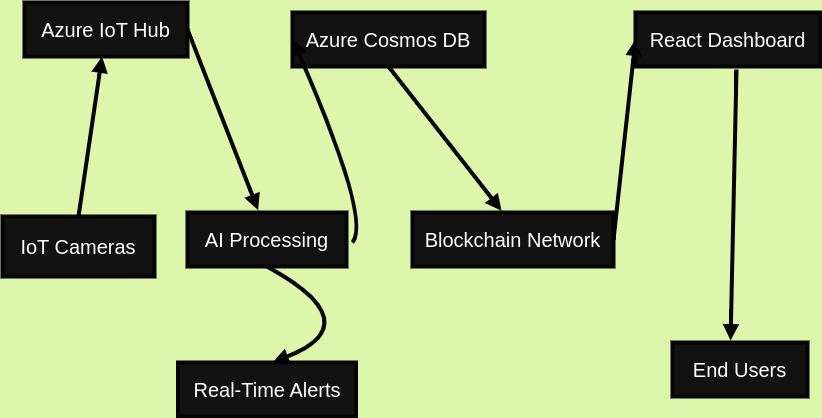 Azure IoT Hub
Azure Cosmos DB
React Dashboard
IoT Cameras
AI Processing
Blockchain Network
Real-Time Alerts
End Users